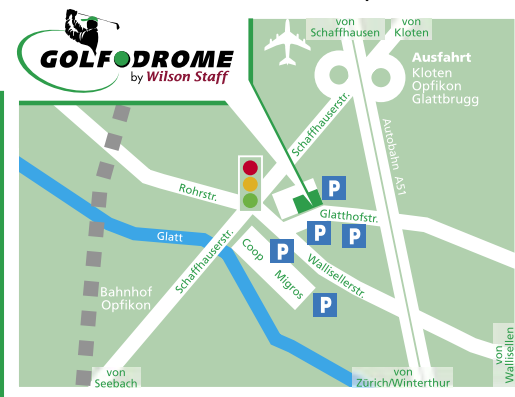 GOLFODROME
by Wilson Staff
von
Schaffhausen
von
Kloten
Ausfahrt
Kloten
Opfikon
Glattbrugg
Schaffhauserstr.
Autobahn A51
Rohrstr.
P
Glatthofstr.
P
P
Glatt
Schaffhauserstr.
Coop
P
Migros
Wallisellerstr.
P
Bahnhof
Opfikon
von
Seebach
von
Zürich/Winterthur
von
Wallisellen